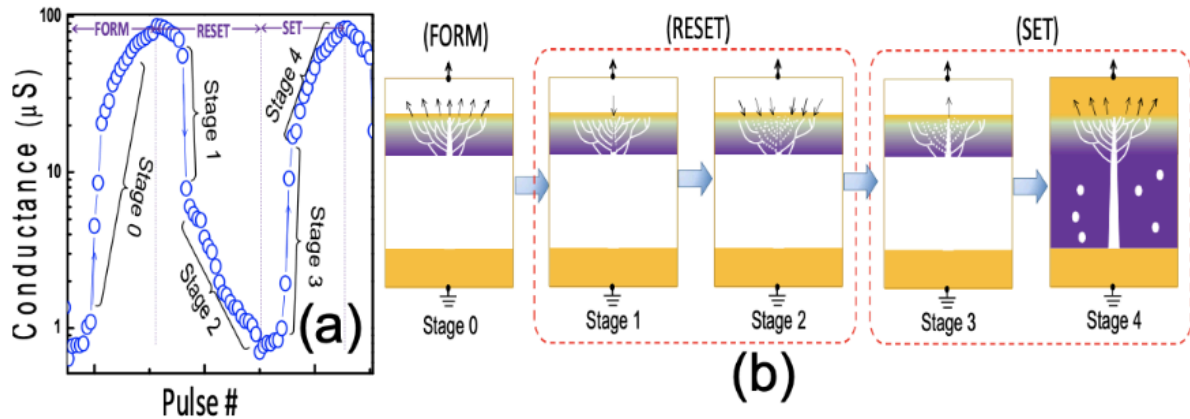 100
10
1
Conductance (µS)
Pulse #
FORM
RESET
SET
Stage 0
Stage 1
Stage 2
Stage 3
Stage 4
(a)
(FORM)
(RESET)
(SET)
Stage 0
Stage 1
Stage 2
Stage 3
Stage 4
(b)